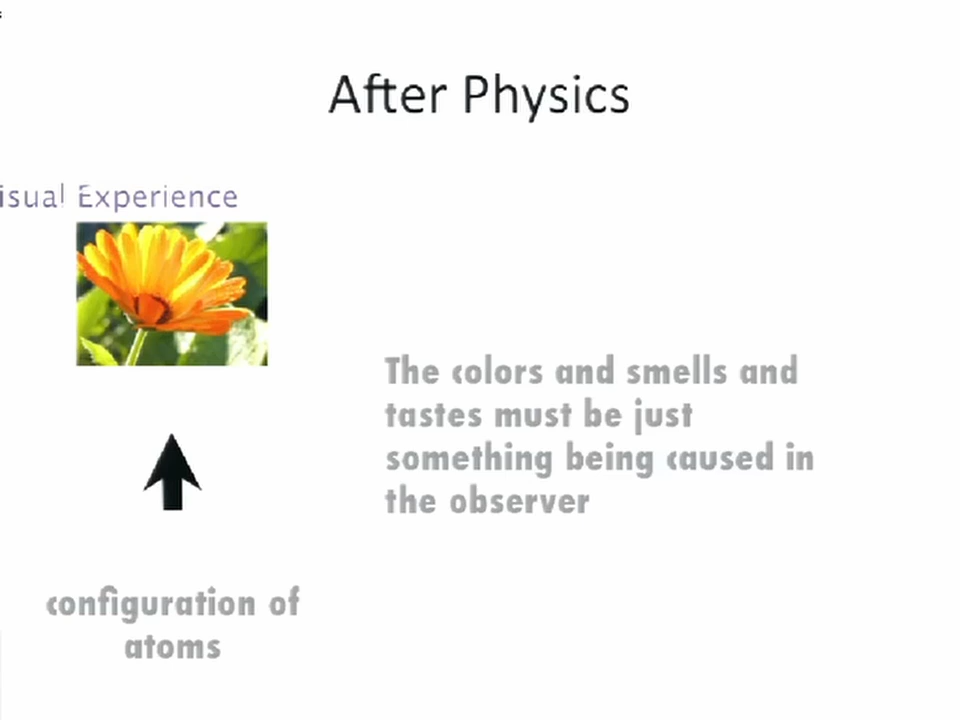 After Physics
isual Experience
The colors and smells and
tastes must be just
something being caused in
the observer
configuration of
atoms